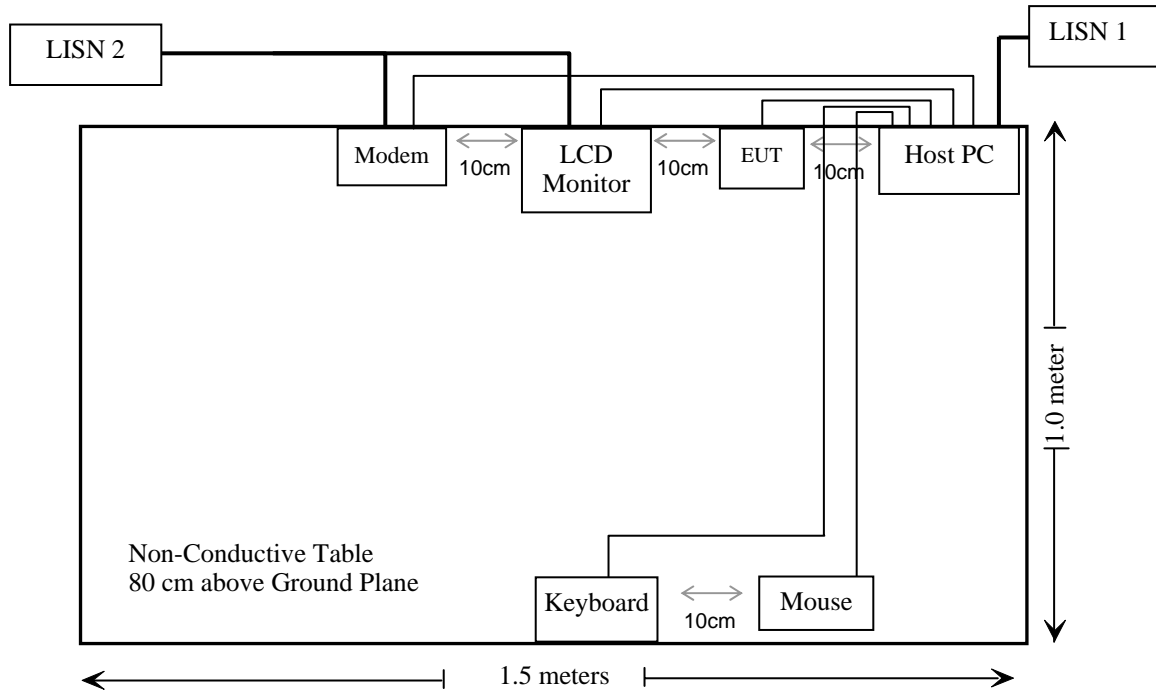 LISN 2
LISN 1
Modem
LCD
Monitor
EUT
Host PC
10cm
10cm
10cm
1.0 meter
Non-Conductive Table
80 cm above Ground Plane
Keyboard
Mouse
10cm
1.5 meters